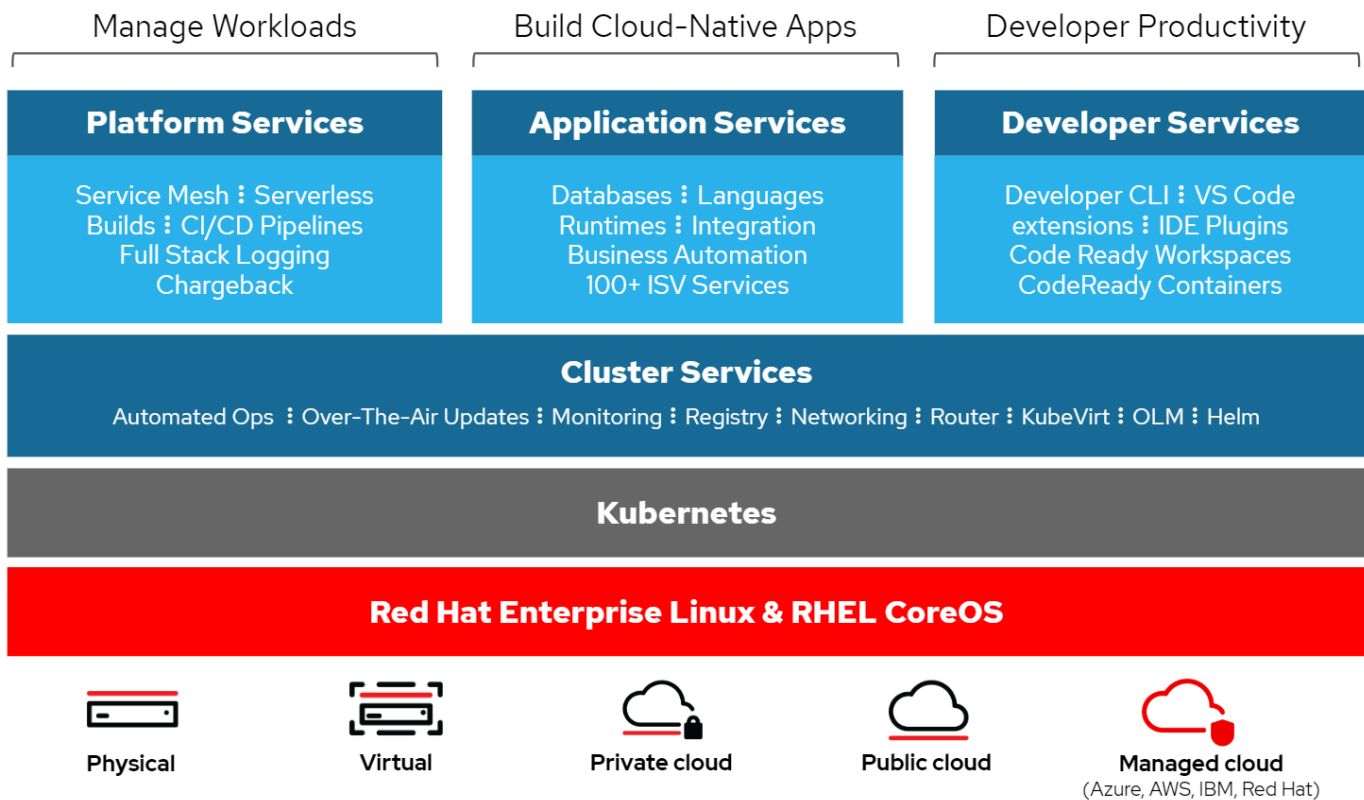 Manage Workloads
Build Cloud-Native Apps
Developer Productivity
Platform Services
Service Mesh ⋮ Serverless
Builds ⋮ CI/CD Pipelines
Full Stack Logging
Chargeback
Application Services
Databases ⋮ Languages
Runtimes ⋮ Integration
Business Automation
100+ ISV Services
Developer Services
Developer CLI ⋮ VS Code
extensions ⋮ IDE Plugins
Code Ready Workspaces
CodeReady Containers
Cluster Services
Automated Ops ⋮ Over-The-Air Updates ⋮ Monitoring ⋮ Registry ⋮ Networking ⋮ Router ⋮ KubeVirt ⋮ OLM ⋮ Helm
Kubernetes
Red Hat Enterprise Linux & RHEL CoreOS
Physical
Virtual
Private cloud
Public cloud
Managed cloud
(Azure, AWS, IBM, Red Hat)